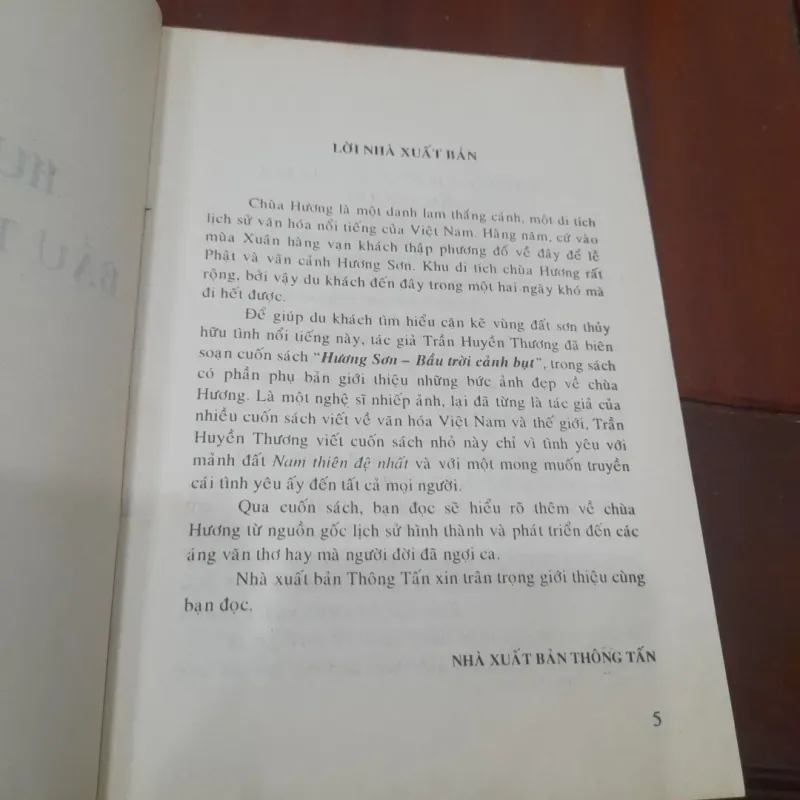 LỜI NHÀ XUẤT BẢN
Chùa Hương là một danh lam thắng cảnh, một di tích
lịch sử văn hóa nổi tiếng của Việt Nam. Hàng năm, cứ vào
mùa Xuân hàng vạn khách thập phương đổ về đây để lễ
Phật và vãn cảnh Hương Sơn. Khu di tích chùa Hương rất
rộng, bởi vậy du khách đến đây trong một hai ngày khó mà
đi hết được.
Để giúp du khách tìm hiểu cặn kẽ vùng đất sơn thủy
hữu tình nổi tiếng này, tác giả Trần Huyền Thương đã biên
soạn cuốn sách “Hương Sơn – Bầu trời cảnh bụt”, trong sách
có phần phụ bản giới thiệu những bức ảnh đẹp về chùa
Hương. Là một nghệ sĩ nhiếp ảnh, lại đã từng là tác giả của
nhiều cuốn sách viết về văn hóa Việt Nam và thế giới, Trần
Huyền Thương viết cuốn sách nhỏ này chỉ vì tình yêu với
mảnh đất Nam thiên đệ nhất và với một mong muốn truyền
cái tình yêu ấy đến tất cả mọi người.
Qua cuốn sách, bạn đọc sẽ hiểu rõ thêm về chùa
Hương từ nguồn gốc lịch sử hình thành và phát triển đến các
áng văn thơ hay mà người đời đã ngợi ca.
Nhà xuất bản Thông Tấn xin trân trọng giới thiệu cùng
bạn đọc.
NHÀ XUẤT BẢN THÔNG TẤN
5